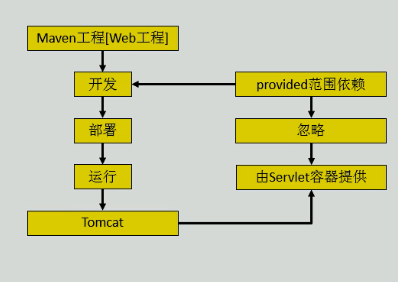 Maven工程[Web工程]
开发
provided范围依赖
部署
忽略
运行
由Servlet容器提供
Tomcat